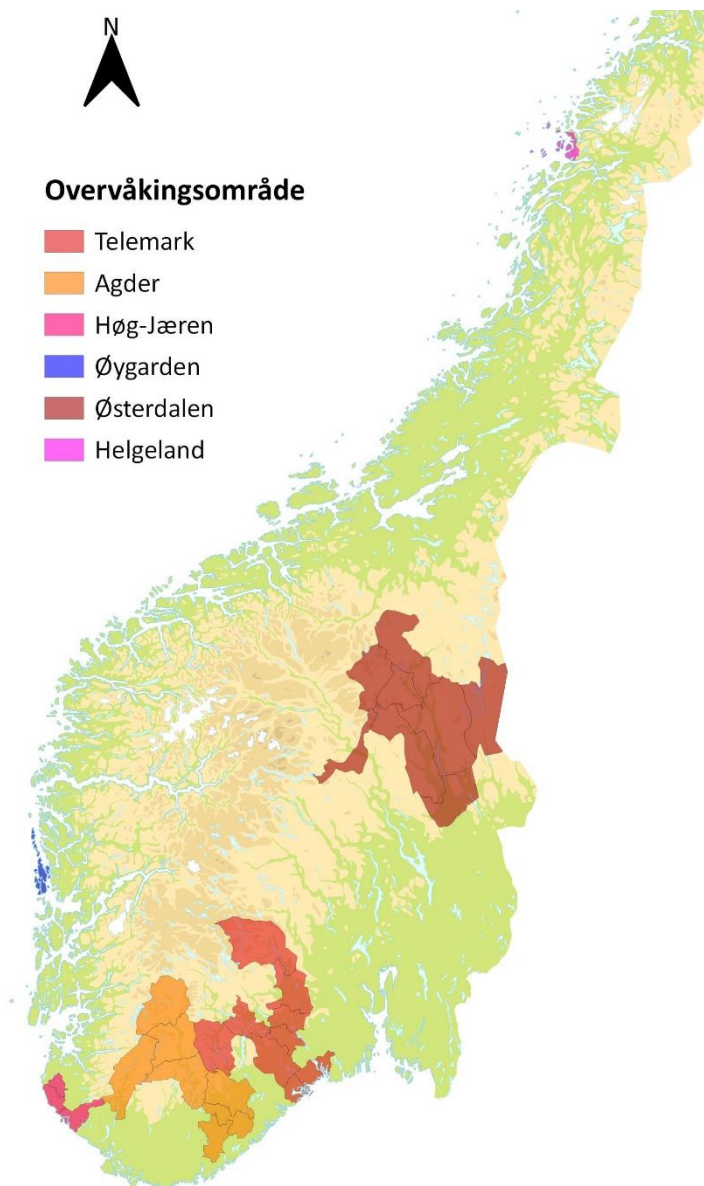 N
Overvåkingsområde
Telemark
Agder
Høg-Jæren
Øygarden
Østerdalen
Helgeland